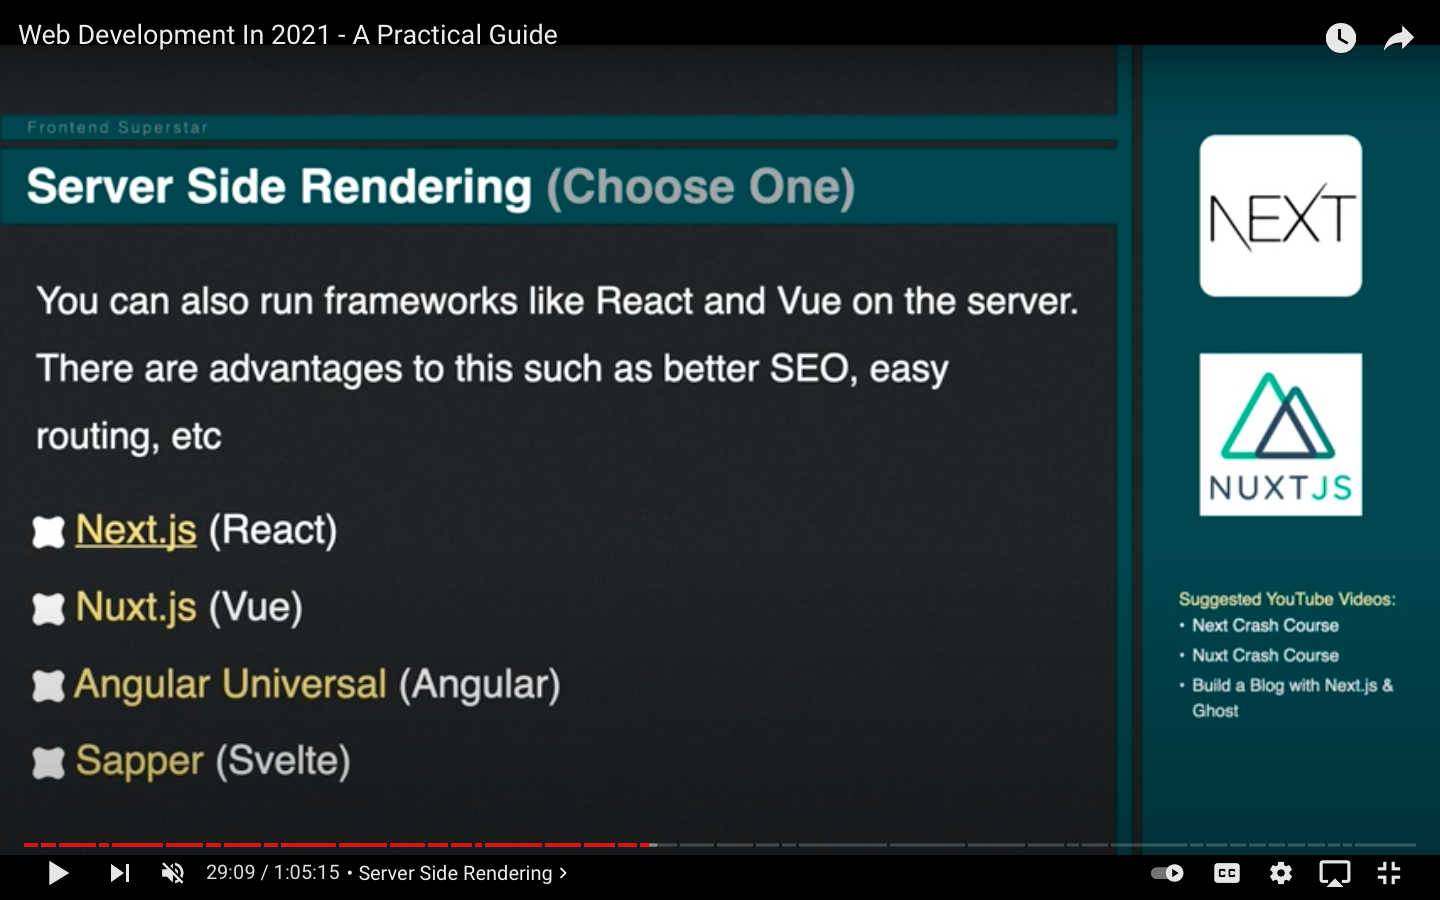 Web Development In 2021 - A Practical Guide
Frontend Superstar
Server Side Rendering (Choose One)
You can also run frameworks like React and Vue on the server.
There are advantages to this such as better SEO, easy
routing, etc
Next.js (React)
Nuxt.js (Vue)
Angular Universal (Angular)
Sapper (Svelte)
NEXT
NUXTJS
Suggested YouTube Videos:
• Next Crash Course
• Nuxt Crash Course
• Build a Blog with Next.js &
Ghost
29:09 / 1:05:15 • Server Side Rendering >
CC